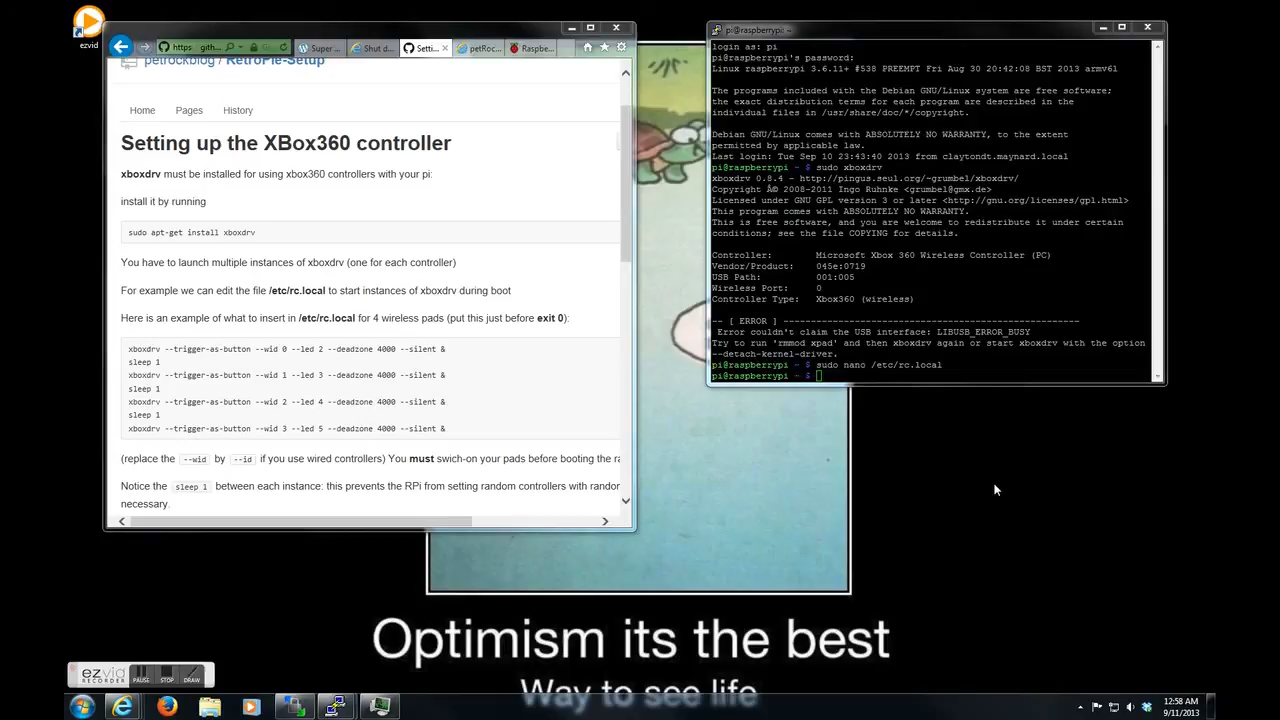 ezvid
https github...
Super ...
Shut d...
Setti...
petRoc...
Raspbe...
petrockblog / RetroPie-Setup
Home Pages History
Setting up the XBox360 controller
xboxdrv must be installed for using xbox360 controllers with your pi:
install it by running
sudo apt-get install xboxdrv
You have to launch multiple instances of xboxdrv (one for each controller)
For example we can edit the file /etc/rc.local to start instances of xboxdrv during boot
Here is an example of what to insert in /etc/rc.local for 4 wireless pads (put this just before exit 0):
xboxdrv --trigger-as-button --wid 0 --led 2 --deadzone 4000 --silent &
sleep 1
xboxdrv --trigger-as-button --wid 1 --led 3 --deadzone 4000 --silent &
sleep 1
xboxdrv --trigger-as-button --wid 2 --led 4 --deadzone 4000 --silent &
sleep 1
xboxdrv --trigger-as-button --wid 3 --led 5 --deadzone 4000 --silent &
(replace the --wid by --id if you use wired controllers) You must swich-on your pads before booting the ra
Notice the sleep 1 between each instance: this prevents the RPi from setting random controllers with random
necessary.
pi@raspberrypi: ~
login as: pi
pi@raspberrypi's password:
Linux raspberrypi 3.6.11+ #538 PREEMPT Fri Aug 30 20:42:08 BST 2013 armv6l
The programs included with the Debian GNU/Linux system are free software;
the exact distribution terms for each program are described in the
individual files in /usr/share/doc/*/copyright.
Debian GNU/Linux comes with ABSOLUTELY NO WARRANTY, to the extent
permitted by applicable law.
Last login: Tue Sep 10 23:43:40 2013 from claytondt.maynard.local
pi@raspberrypi ~ $ sudo xboxdrv
xboxdrv 0.8.4 - http://pingus.seul.org/~grumbel/xboxdrv/
Copyright Â© 2008-2011 Ingo Ruhnke <grumbel@gmx.de>
Licensed under GNU GPL version 3 or later <http://gnu.org/licenses/gpl.html>
This program comes with ABSOLUTELY NO WARRANTY.
This is free software, and you are welcome to redistribute it under certain
conditions; see the file COPYING for details.
Controller: Microsoft Xbox 360 Wireless Controller (PC)
Vendor/Product: 045e:0719
USB Path: 001:005
Wireless Port: 0
Controller Type: Xbox360 (wireless)
-- [ ERROR ] ------------------------------------------------------
Error couldn't claim the USB interface: LIBUSB_ERROR_BUSY
Try to run 'rmmod xpad' and then xboxdrv again or start xboxdrv with the option
--detach-kernel-driver.
pi@raspberrypi ~ $ sudo nano /etc/rc.local
pi@raspberrypi ~ $
Optimism its the best
Way to see life
ezvid
RECORDER
PAUSE STOP DRAW
12:58 AM
9/11/2013